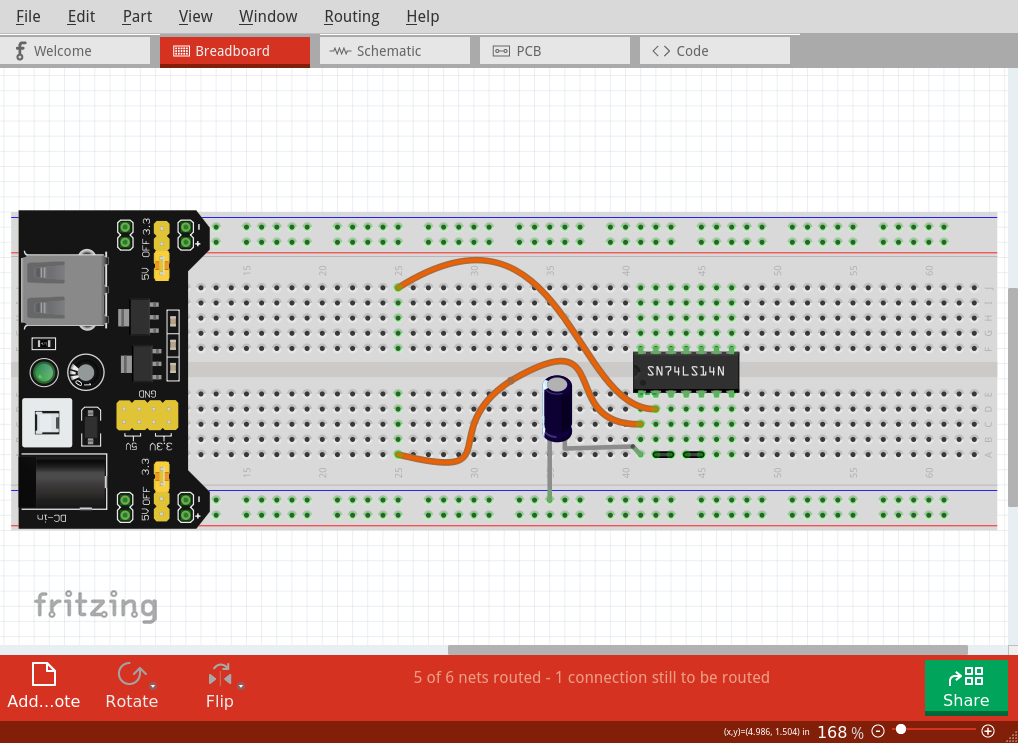 File Edit Part View Window Routing Help
Welcome Breadboard Schematic PCB Code
3.3
OFF
5V
- +
15 20 25 30 35 40 45 50 55 60
J
I
H
G
F
SN74LS14N
0 1
GND
5V 3.3V
E
D
C
B
A
15 20 25 30 35 40 45 50 55 60
3.3
OFF
5V
- +
DC-in
fritzing
Add...ote Rotate Flip
5 of 6 nets routed - 1 connection still to be routed
Share
(x,y)=(4.986, 1.504) in 168 %